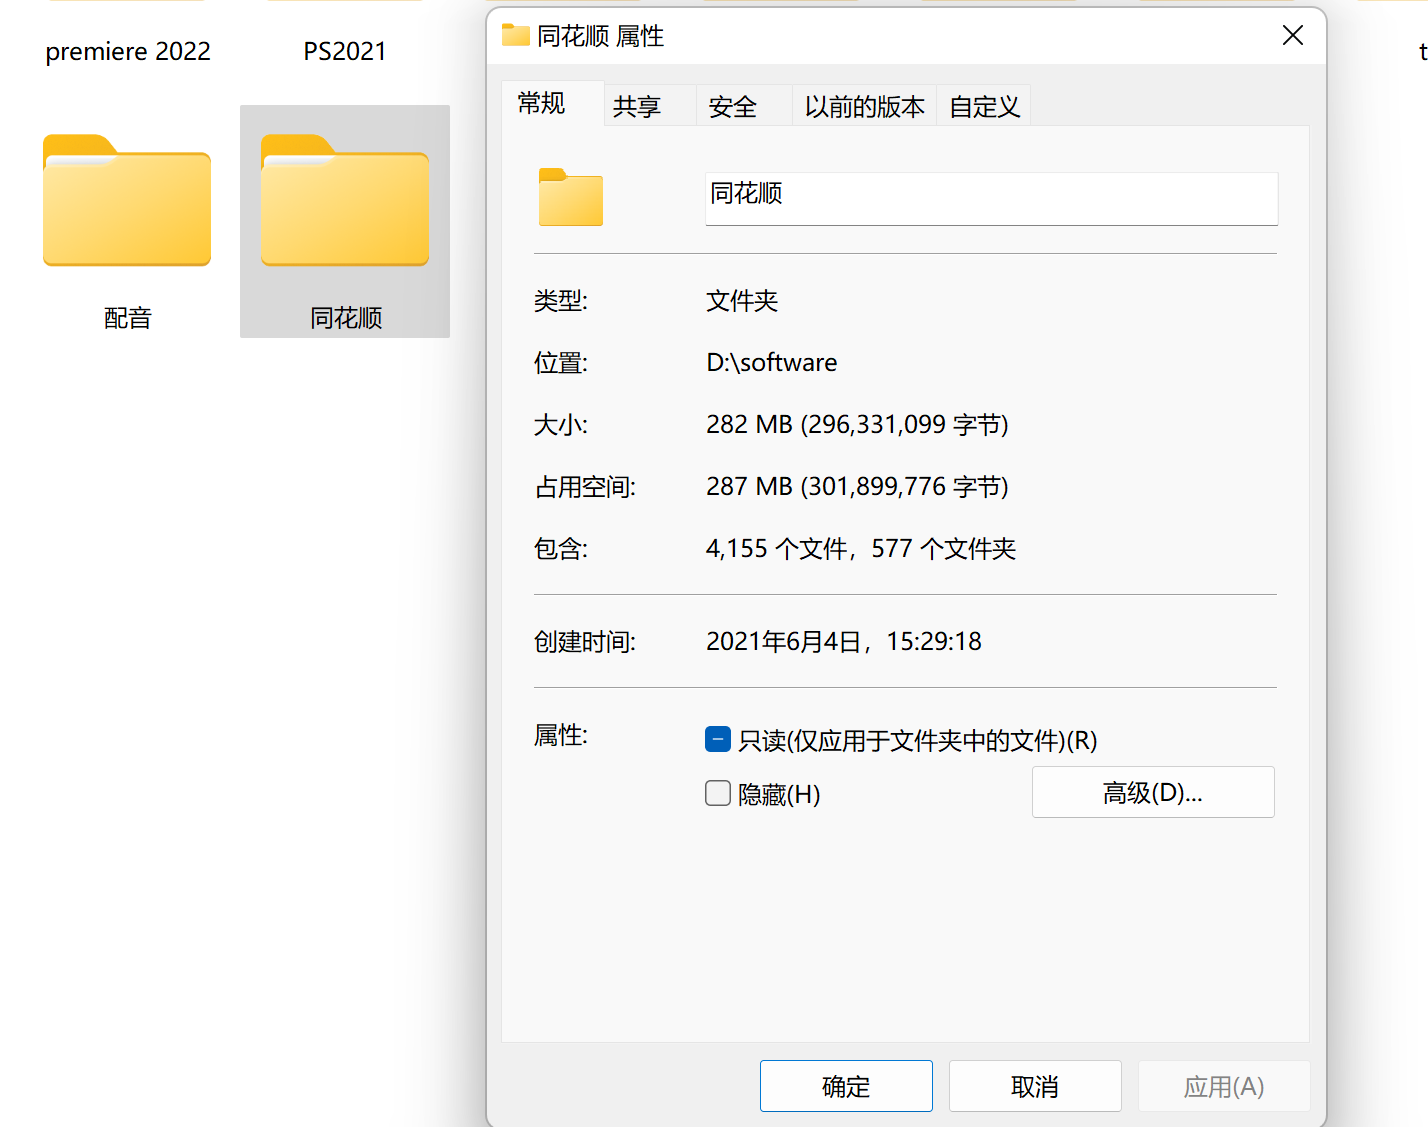 premiere 2022
PS2021
配音
同花顺
同花顺 属性
常规
共享
安全
以前的版本
自定义
同花顺
类型:
文件夹
位置:
D:\software
大小:
282 MB (296,331,099 字节)
占用空间:
287 MB (301,899,776 字节)
包含:
4,155 个文件，577 个文件夹
创建时间:
2021年6月4日，15:29:18
属性:
只读(仅应用于文件夹中的文件)(R)
隐藏(H)
高级(D)...
确定
取消
应用(A)